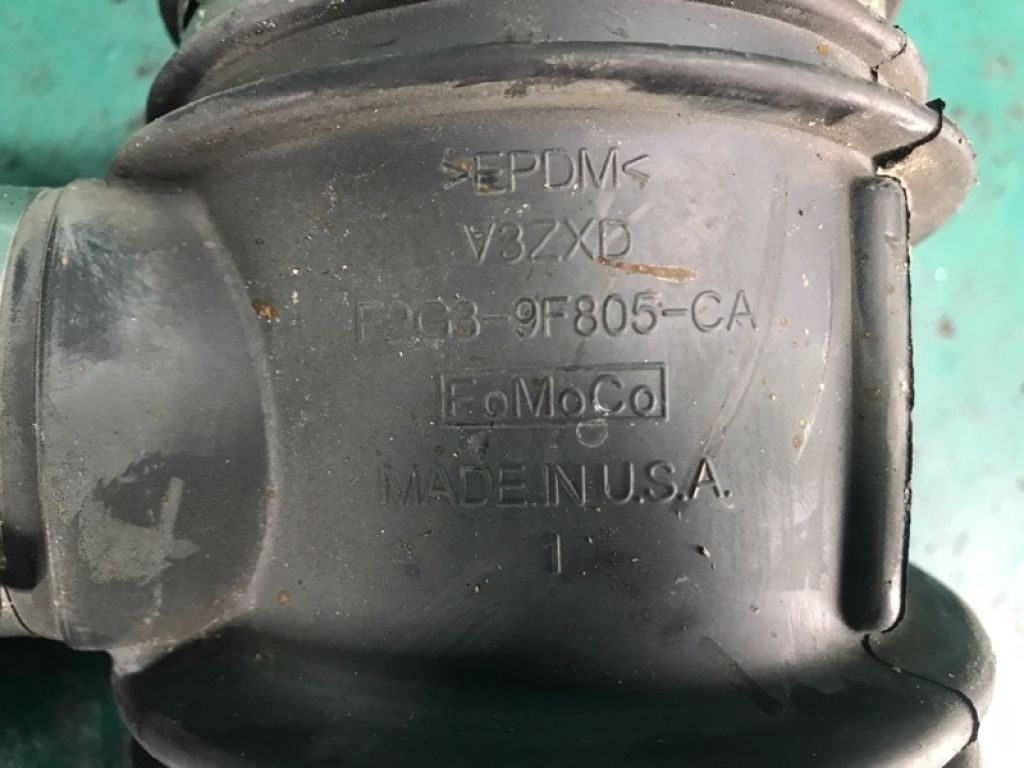 >EPDM<
V3ZXD
F2G3-9F805-CA
FoMoCo
MADE IN U.S.A.
1